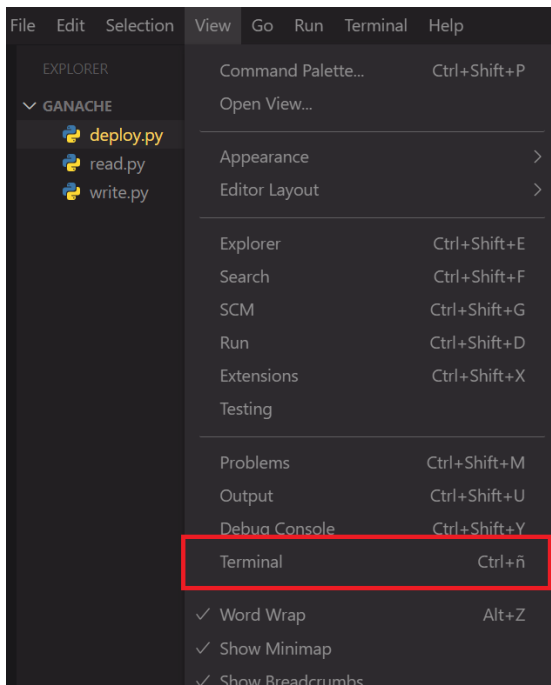 File Edit Selection View Go Run Terminal Help
EXPLORER
GANACHE
deploy.py
read.py
write.py
Command Palette... Ctrl+Shift+P
Open View...
Appearance
Editor Layout
Explorer Ctrl+Shift+E
Search Ctrl+Shift+F
SCM Ctrl+Shift+G
Run Ctrl+Shift+D
Extensions Ctrl+Shift+X
Testing
Problems Ctrl+Shift+M
Output Ctrl+Shift+U
Debug Console Ctrl+Shift+Y
Terminal Ctrl+ñ
Word Wrap Alt+Z
Show Minimap
Show Breadcrumbs